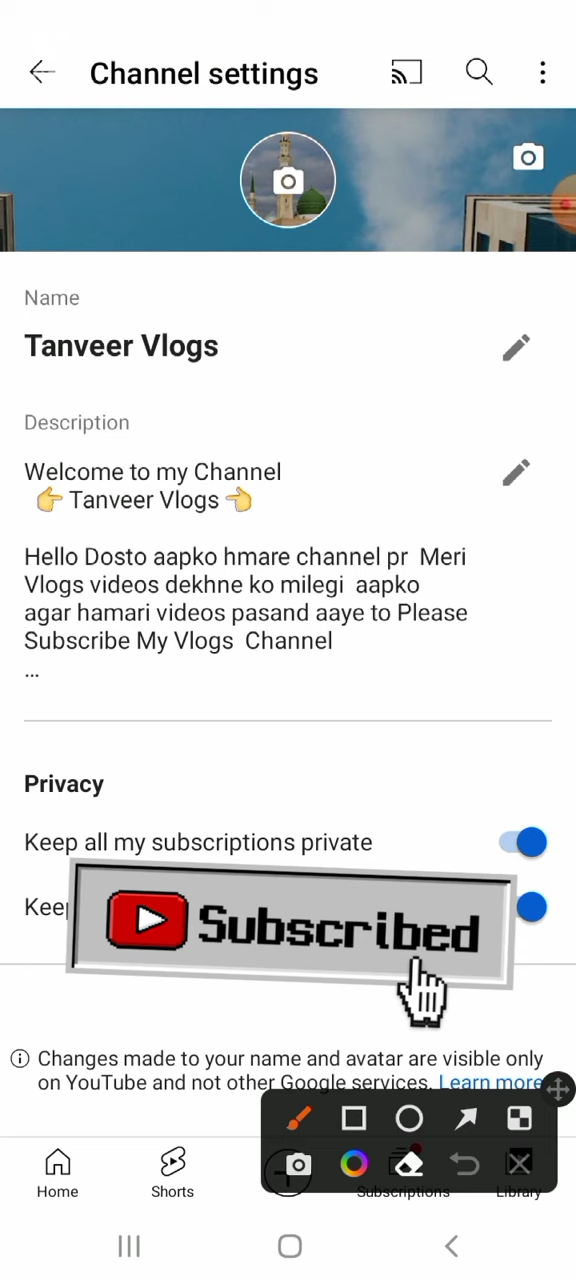 Channel settings
Name
Tanveer Vlogs
Description
Welcome to my Channel
👉 Tanveer Vlogs 👈
Hello Dosto aapko hmare channel pr Meri
Vlogs videos dekhne ko milegi aapko
agar hamari videos pasand aaye to Please
Subscribe My Vlogs Channel
...
Privacy
Keep all my subscriptions private
Keep
Subscribed
Changes made to your name and avatar are visible only
on YouTube and not other Google services. Learn more
Home
Shorts
Subscriptions
Library